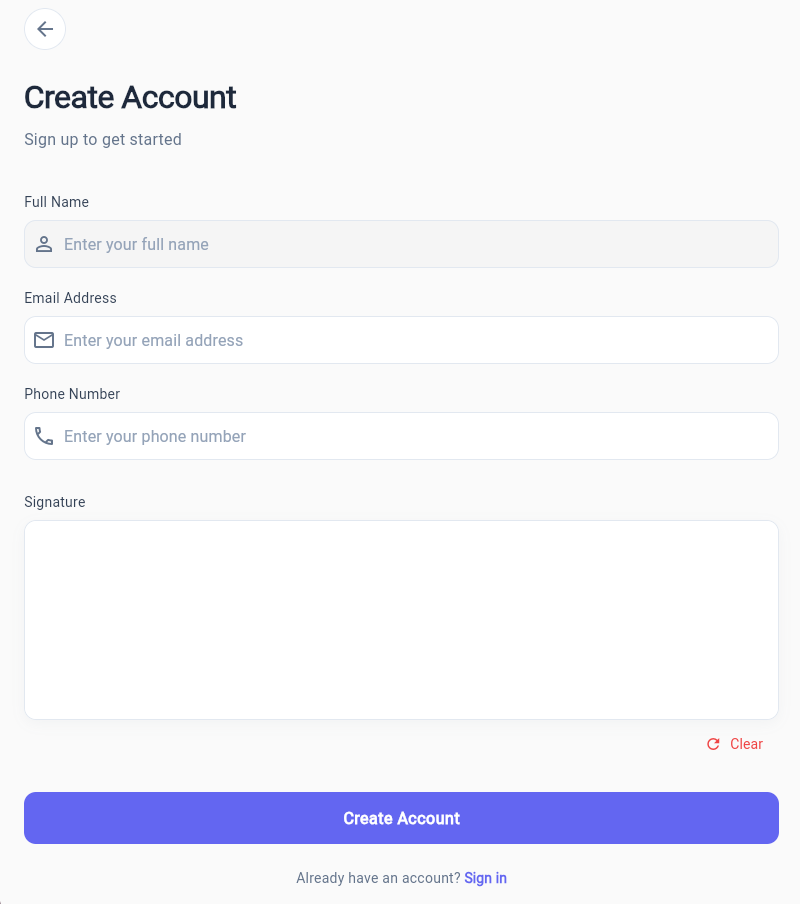 Create Account
Sign up to get started
Full Name
Enter your full name
Email Address
Enter your email address
Phone Number
Enter your phone number
Signature
Clear
Create Account
Already have an account? Sign in